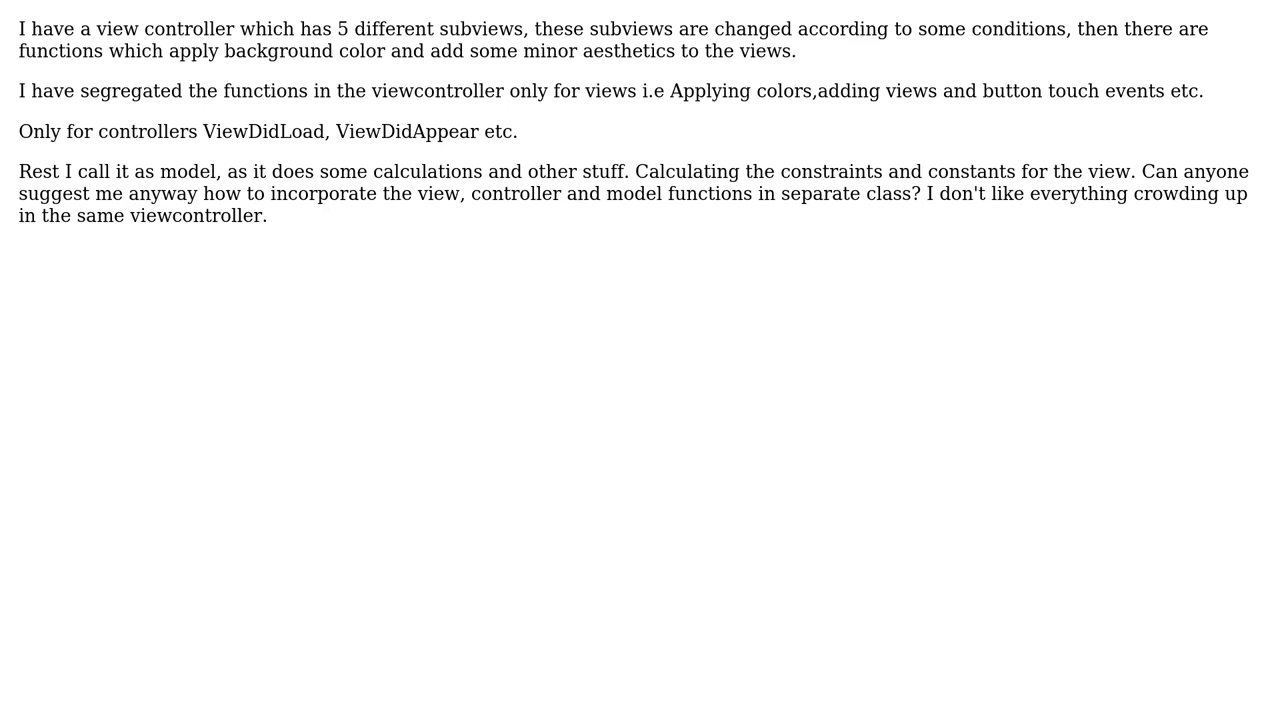 I have a view controller which has 5 different subviews, these subviews are changed according to some conditions, then there are
functions which apply background color and add some minor aesthetics to the views.
I have segregated the functions in the viewcontroller only for views i.e Applying colors,adding views and button touch events etc.
Only for controllers ViewDidLoad, ViewDidAppear etc.
Rest I call it as model, as it does some calculations and other stuff. Calculating the constraints and constants for the view. Can anyone
suggest me anyway how to incorporate the view, controller and model functions in separate class? I don't like everything crowding up
in the same viewcontroller.